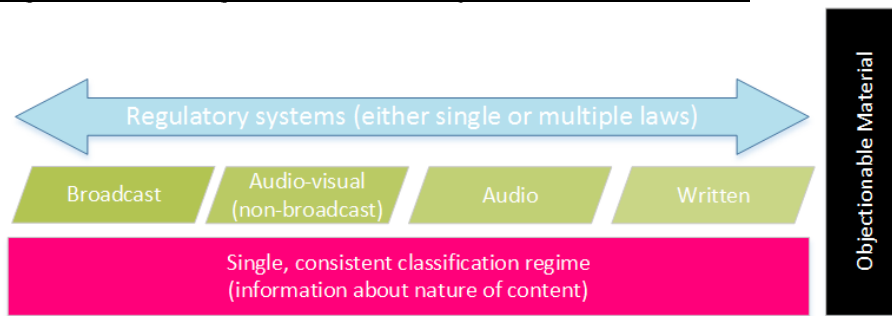 Regulatory systems (either single or multiple laws)
Broadcast
Audio-visual
(non-broadcast)
Audio
Written
Single, consistent classification regime
(information about nature of content)
Objectionable Material